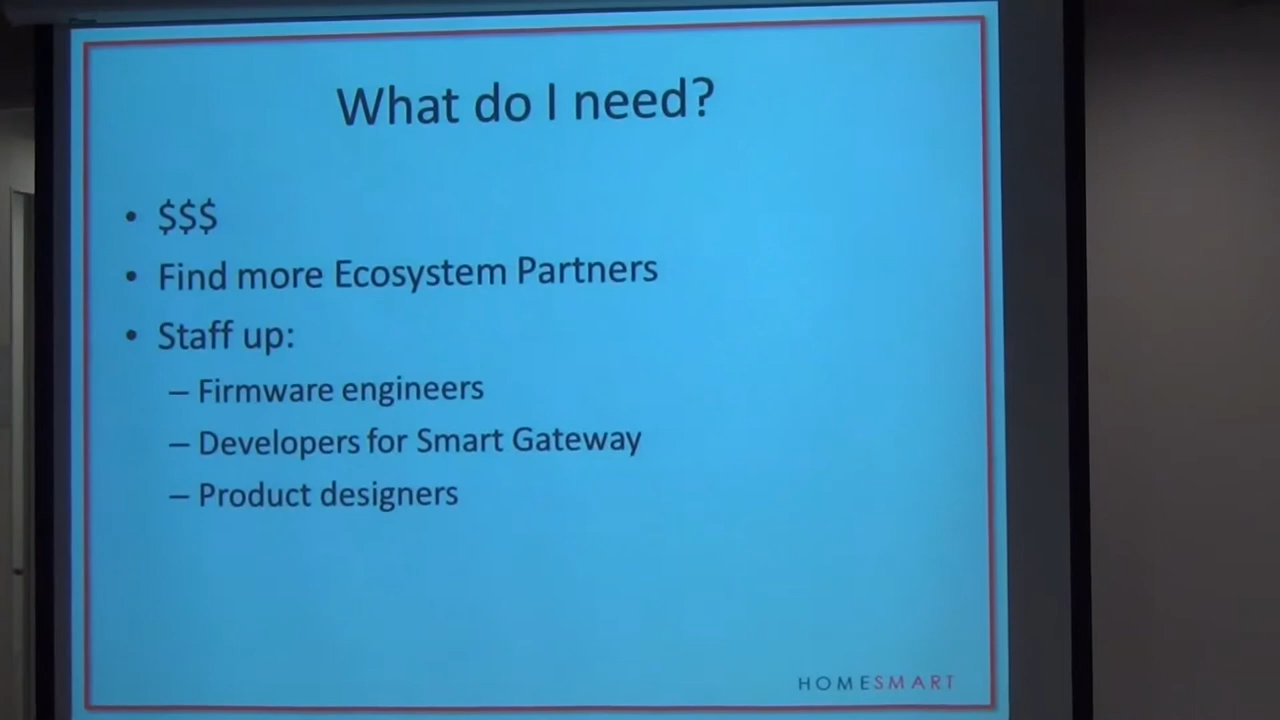 What do I need?
• $$$
• Find more Ecosystem Partners
• Staff up:
– Firmware engineers
– Developers for Smart Gateway
– Product designers
HOMESMART